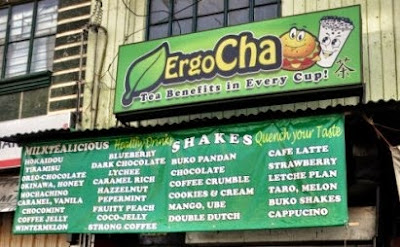 ErgoCha
Tea Benefits in Every Cup!
茶
MILKTEALICIOUS
HOKAIDOU
TIRAMISU
OREO-CHOCOLATE
OKINAWA, HONEY
MOCHACHINO
CARAMEL, VANILA
CHOCOMINT
COFFEE JELLY
WINTERMELON
Healthy Drinks
BLUEBERRY
DARK CHOCOLATE
LYCHEE
CARAMEL RICH
HAZELNUT
PEPERMINT
FRUITY PEACH
COCO-JELLY
STRONG COFFEE
SHAKES
BUKO PANDAN
CHOCOLATE
COFFEE CRUMBLE
COOKIES & CREAM
MANGO, UBE
DOUBLE DUTCH
Quench your Taste
CAFE LATTE
STRAWBERRY
LETCHE PLAN
TARO, MELON
BUKO SHAKES
CAPPUCINO